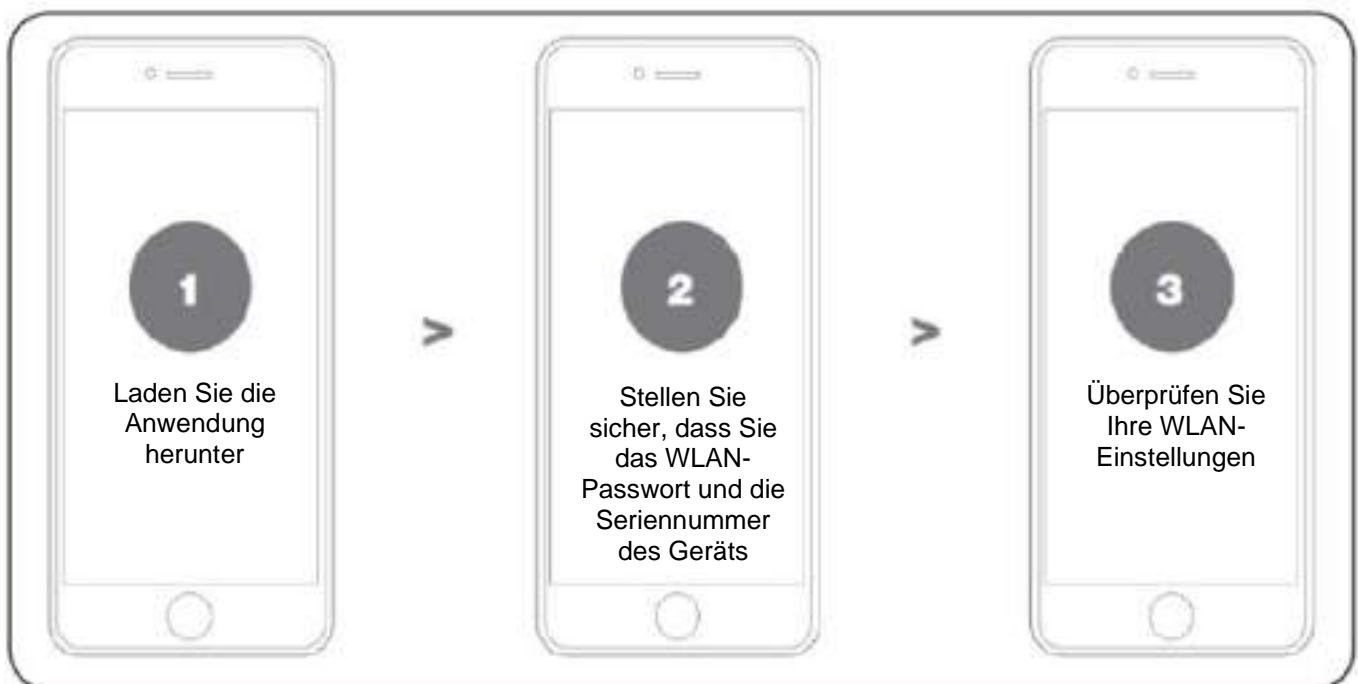 1
Laden Sie die
Anwendung
herunter
>
2
Stellen Sie
sicher, dass Sie
das WLAN-
Passwort und die
Seriennummer
des Geräts
>
3
Überprüfen Sie
Ihre WLAN-
Einstellungen